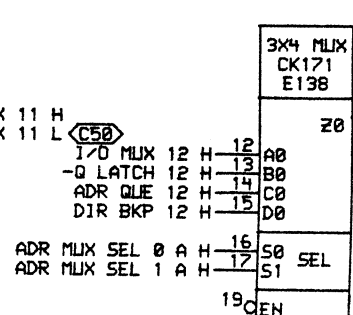 3X4 MUX
CK171
E138
X 11 H
X 11 L C50
Z0
I/O MUX 12 H 12 A0
-Q LATCH 12 H 13 B0
ADR QUE 12 H 14 C0
DIR BKP 12 H 15 D0
ADR MUX SEL 0 A H 16 S0 SEL
ADR MUX SEL 1 A H 17 S1
19 EN